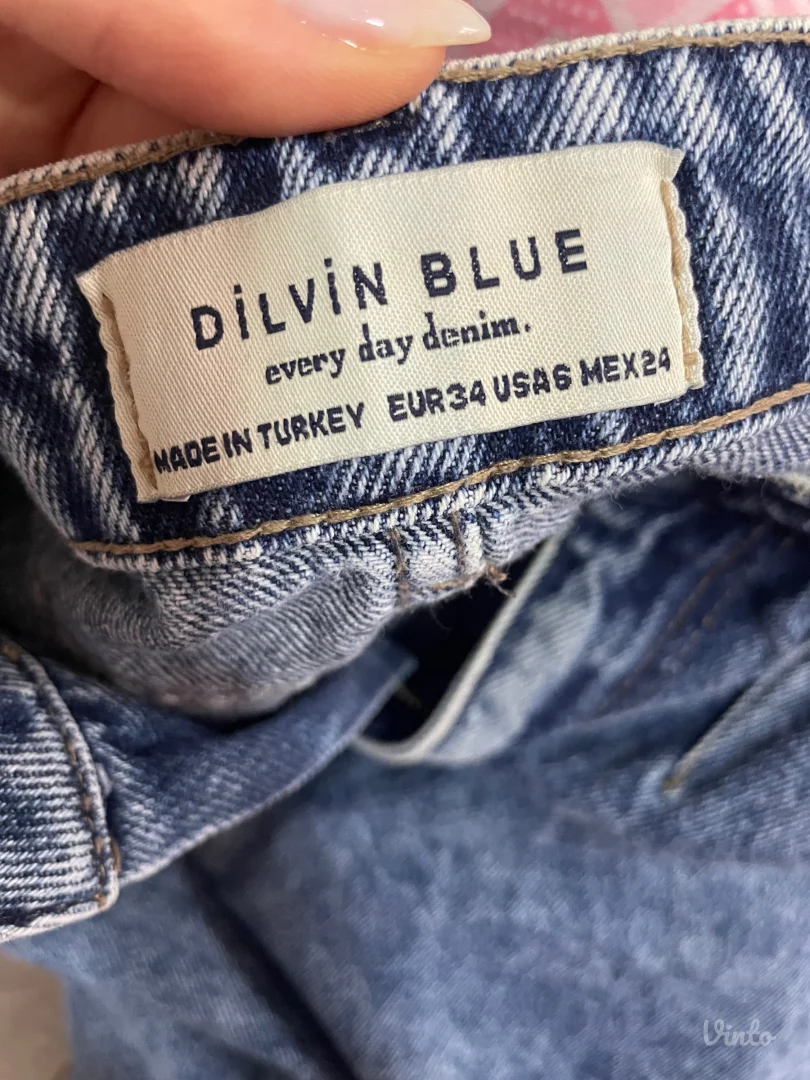 DİLVİN BLUE
every day denim.
MADE IN TURKEY EUR34 USA6 MEX24
Vinto